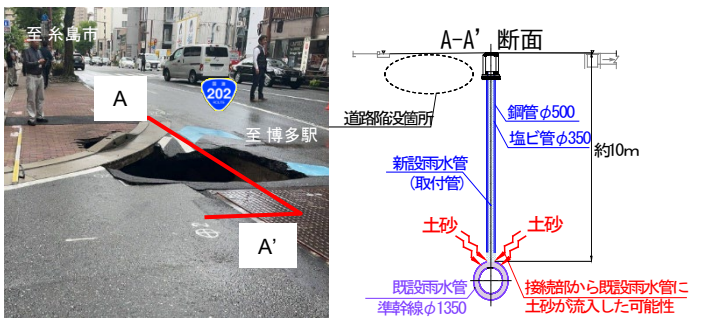 至 糸島市
A
国道
202
ROUTE
至 博多駅
A'
A-A' 断面
道路陥没箇所
鋼管φ500
塩ビ管φ350
約10m
新設雨水管
(取付管)
土砂
土砂
既設雨水管
準幹線φ1350
接続部から既設雨水管に
土砂が流入した可能性